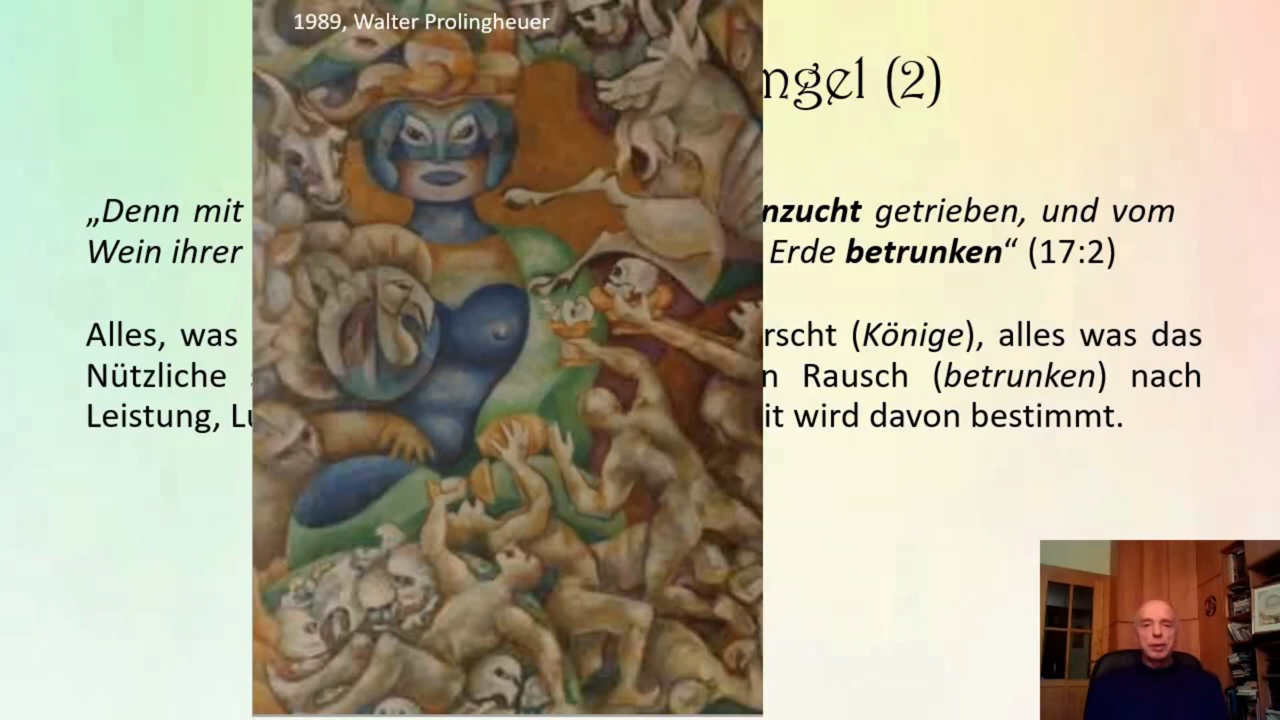 1989, Walter Prolingheuer
ngel (2)
„Denn mit nzucht getrieben, und vom
Wein ihrer Erde betrunken“ (17:2)
Alles, was rscht (Könige), alles was das
Nützliche n Rausch (betrunken) nach
Leistung, Lu it wird davon bestimmt.